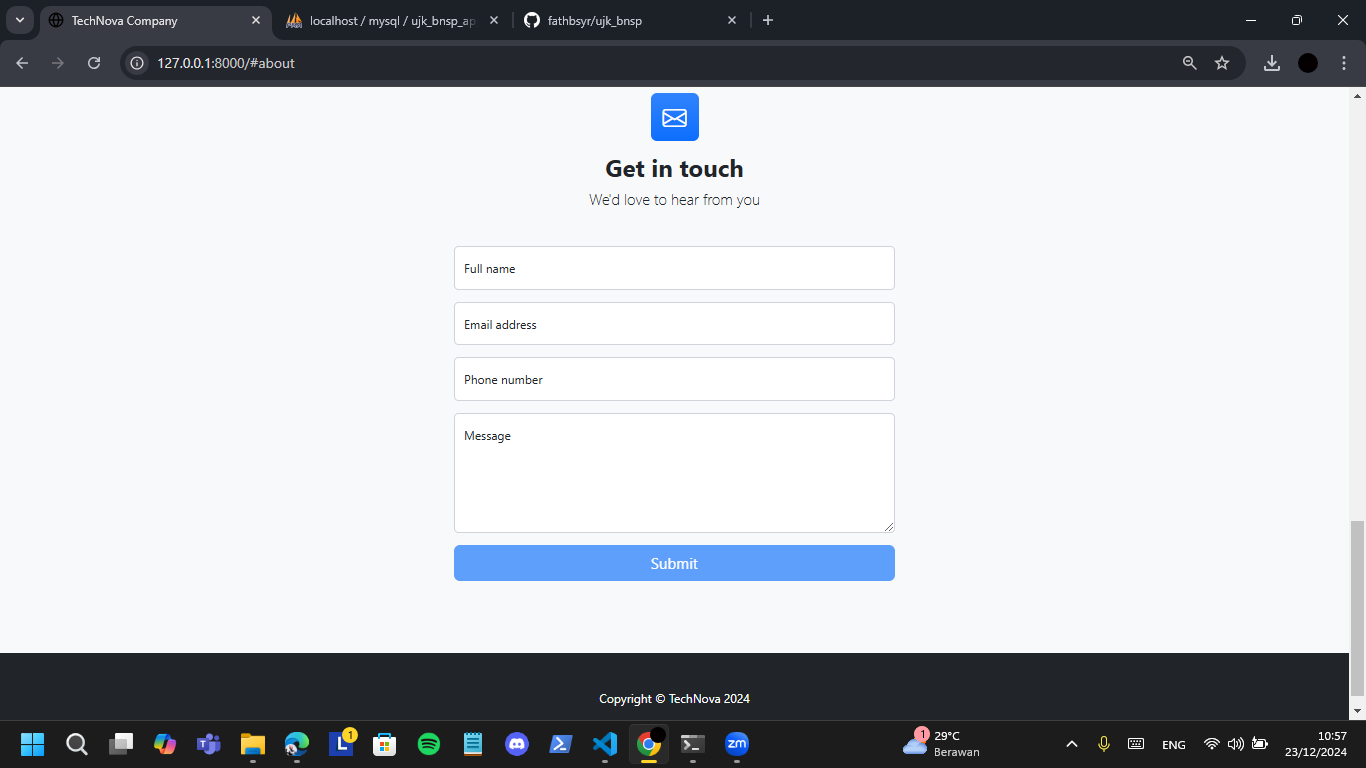 TechNova Company
localhost / mysql / ujk_bnsp_ap
fathbsyr/ujk_bnsp
127.0.0.1:8000/#about
Get in touch
We'd love to hear from you
Full name
Email address
Phone number
Message
Submit
Copyright © TechNova 2024
L
1
zm
1
29°C
Berawan
ENG
10:57
23/12/2024